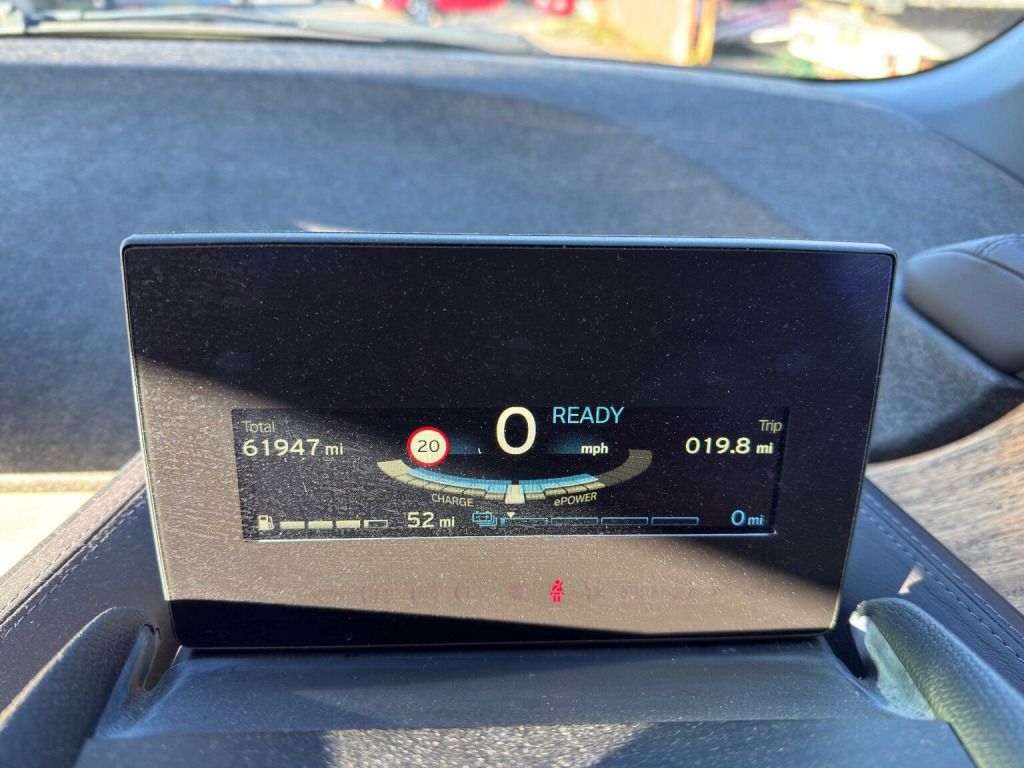 READY
Total
Trip
61947 mi
20
0
mph
019.8 mi
CHARGE
ePOWER
52 mi
0 mi